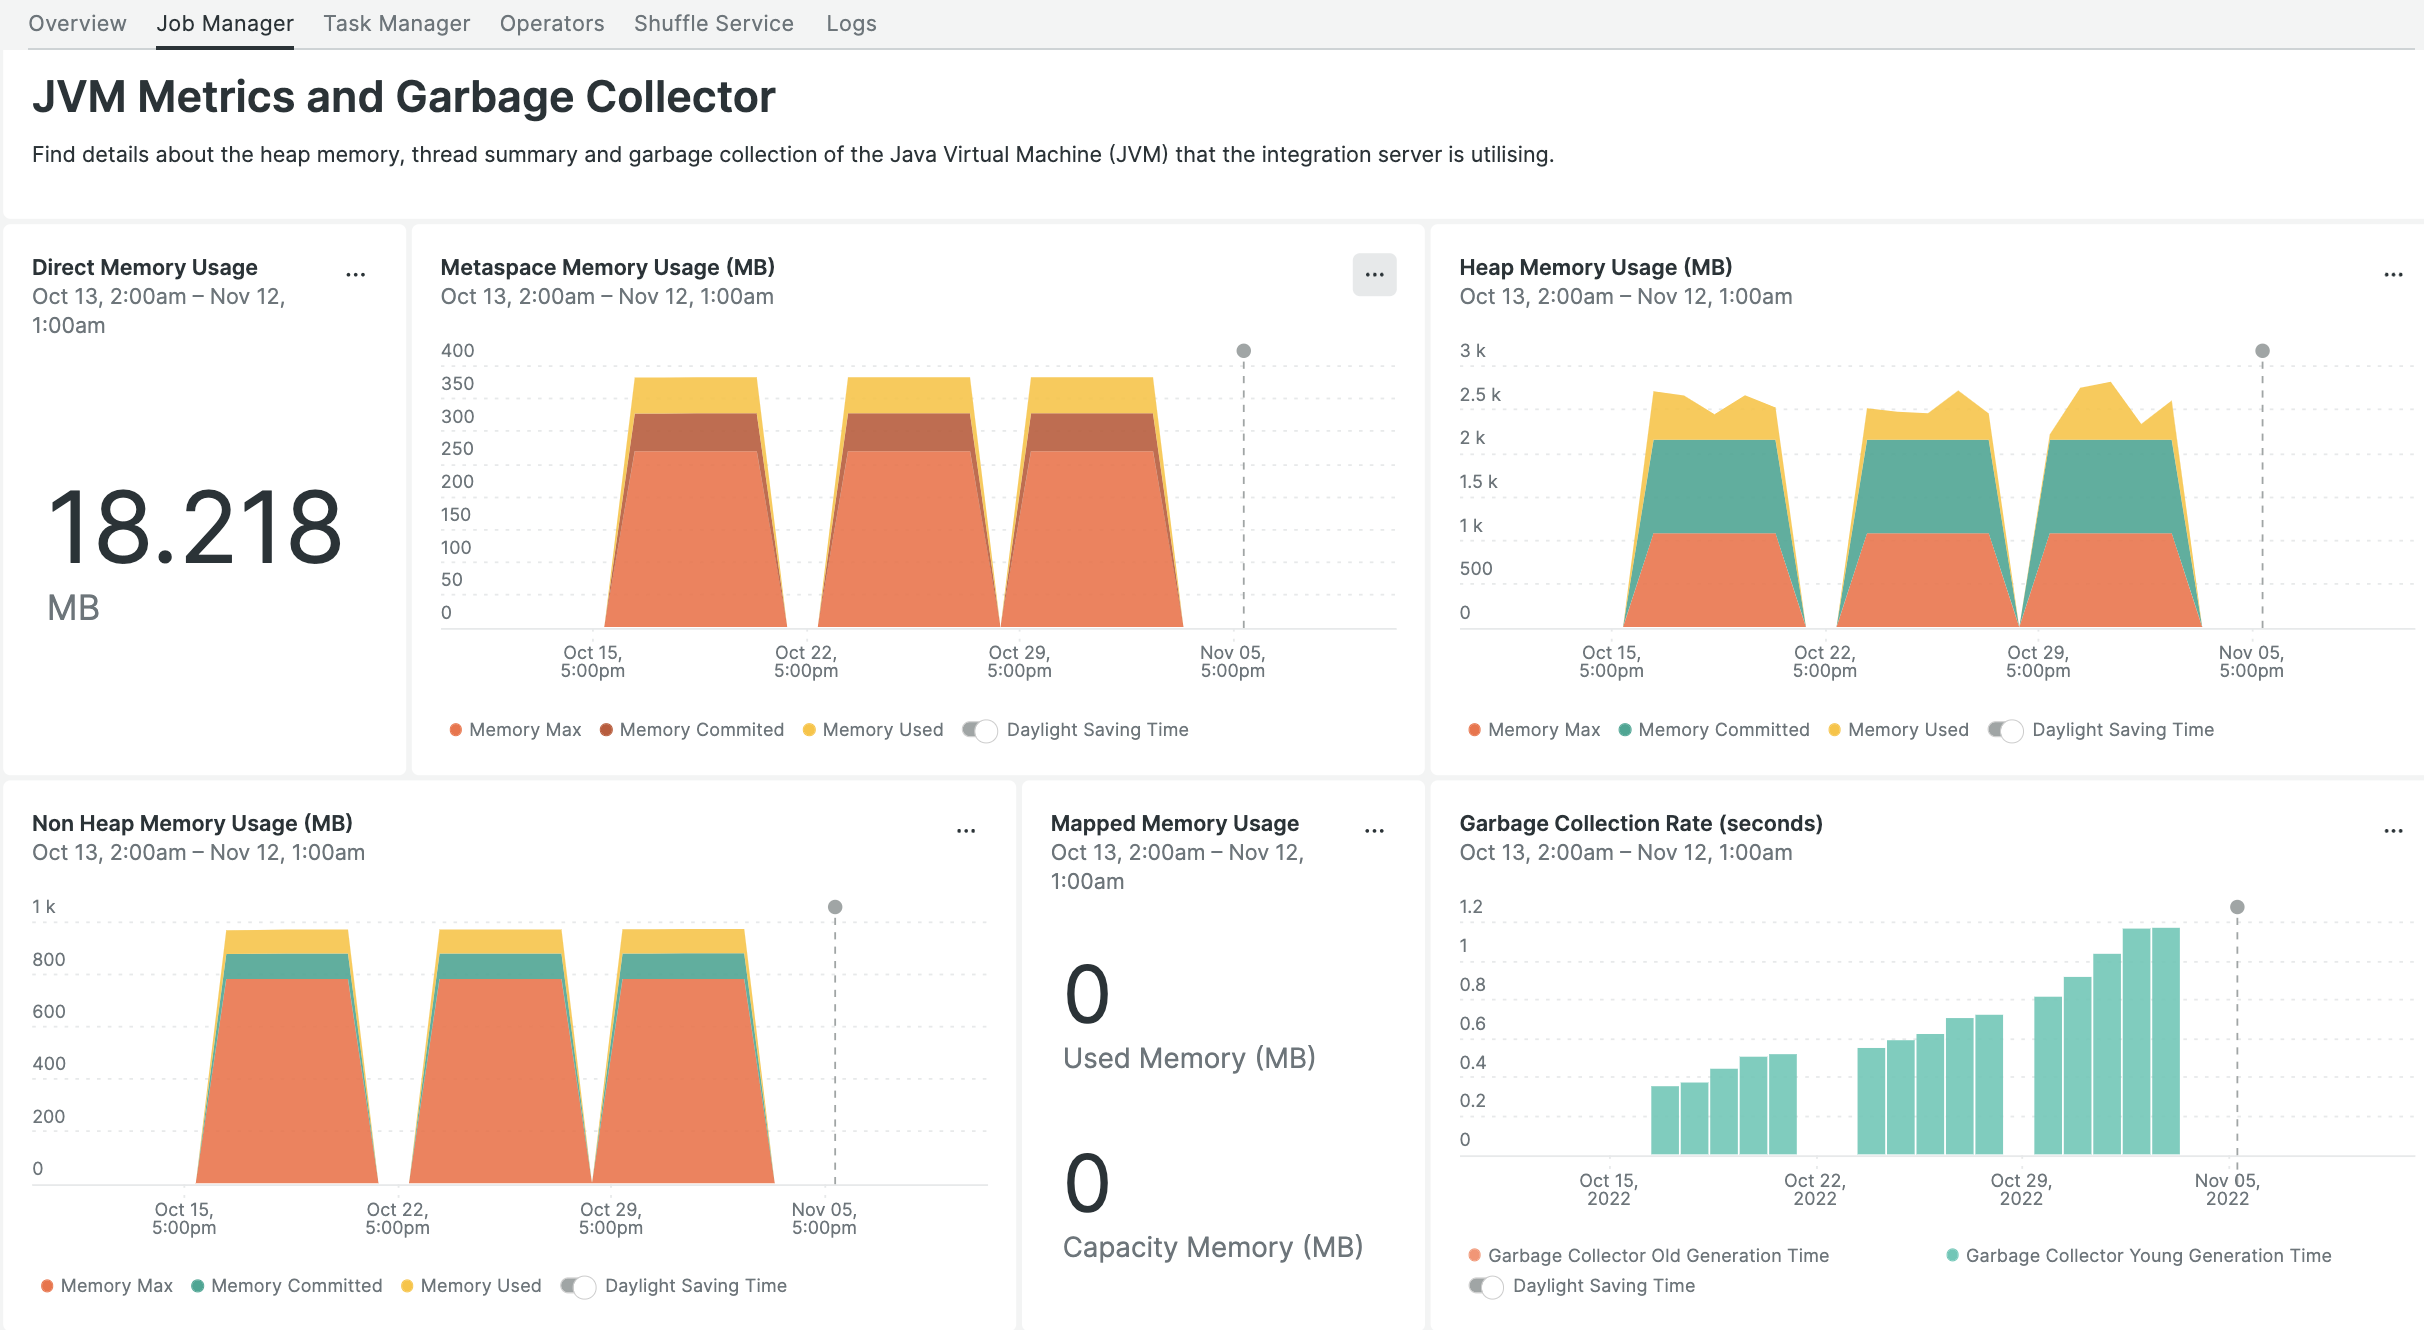 Overview Job Manager Task Manager Operators Shuffle Service Logs
JVM Metrics and Garbage Collector
Find details about the heap memory, thread summary and garbage collection of the Java Virtual Machine (JVM) that the integration server is utilising.
Direct Memory Usage
Oct 13, 2:00am – Nov 12,
1:00am
18.218
MB
Metaspace Memory Usage (MB)
Oct 13, 2:00am – Nov 12, 1:00am
400
350
300
250
200
150
100
50
0
Oct 15,
5:00pm
Oct 22,
5:00pm
Oct 29,
5:00pm
Nov 05,
5:00pm
Memory Max Memory Commited Memory Used Daylight Saving Time
Heap Memory Usage (MB)
Oct 13, 2:00am – Nov 12, 1:00am
3 k
2.5 k
2 k
1.5 k
1 k
500
0
Oct 15,
5:00pm
Oct 22,
5:00pm
Oct 29,
5:00pm
Nov 05,
5:00pm
Memory Max Memory Committed Memory Used Daylight Saving Time
Non Heap Memory Usage (MB)
Oct 13, 2:00am – Nov 12, 1:00am
1 k
800
600
400
200
0
Oct 15,
5:00pm
Oct 22,
5:00pm
Oct 29,
5:00pm
Nov 05,
5:00pm
Memory Max Memory Committed Memory Used Daylight Saving Time
Mapped Memory Usage
Oct 13, 2:00am – Nov 12,
1:00am
0
Used Memory (MB)
0
Capacity Memory (MB)
Garbage Collection Rate (seconds)
Oct 13, 2:00am – Nov 12, 1:00am
1.2
1
0.8
0.6
0.4
0.2
0
Oct 15,
2022
Oct 22,
2022
Oct 29,
2022
Nov 05,
2022
Garbage Collector Old Generation Time Garbage Collector Young Generation Time
Daylight Saving Time